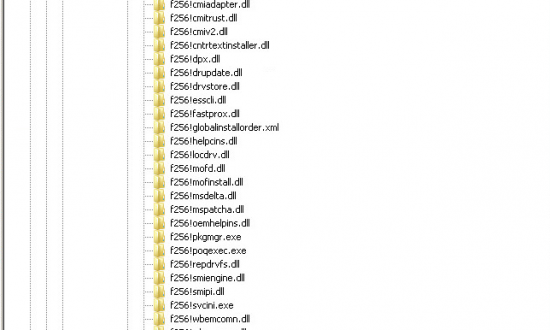 f256!cmiadapter.dll
f256!cmitrust.dll
f256!cmiv2.dll
f256!cntrtextinstaller.dll
f256!dpx.dll
f256!drupdate.dll
f256!drvstore.dll
f256!esscli.dll
f256!fastprox.dll
f256!globalinstallorder.xml
f256!helpcins.dll
f256!locdrv.dll
f256!mofd.dll
f256!mofinstall.dll
f256!msdelta.dll
f256!mspatcha.dll
f256!oemhelpins.dll
f256!pkgmgr.exe
f256!poqexec.exe
f256!repdrvfs.dll
f256!smiengine.dll
f256!smipi.dll
f256!svcini.exe
f256!wbemcomn.dll